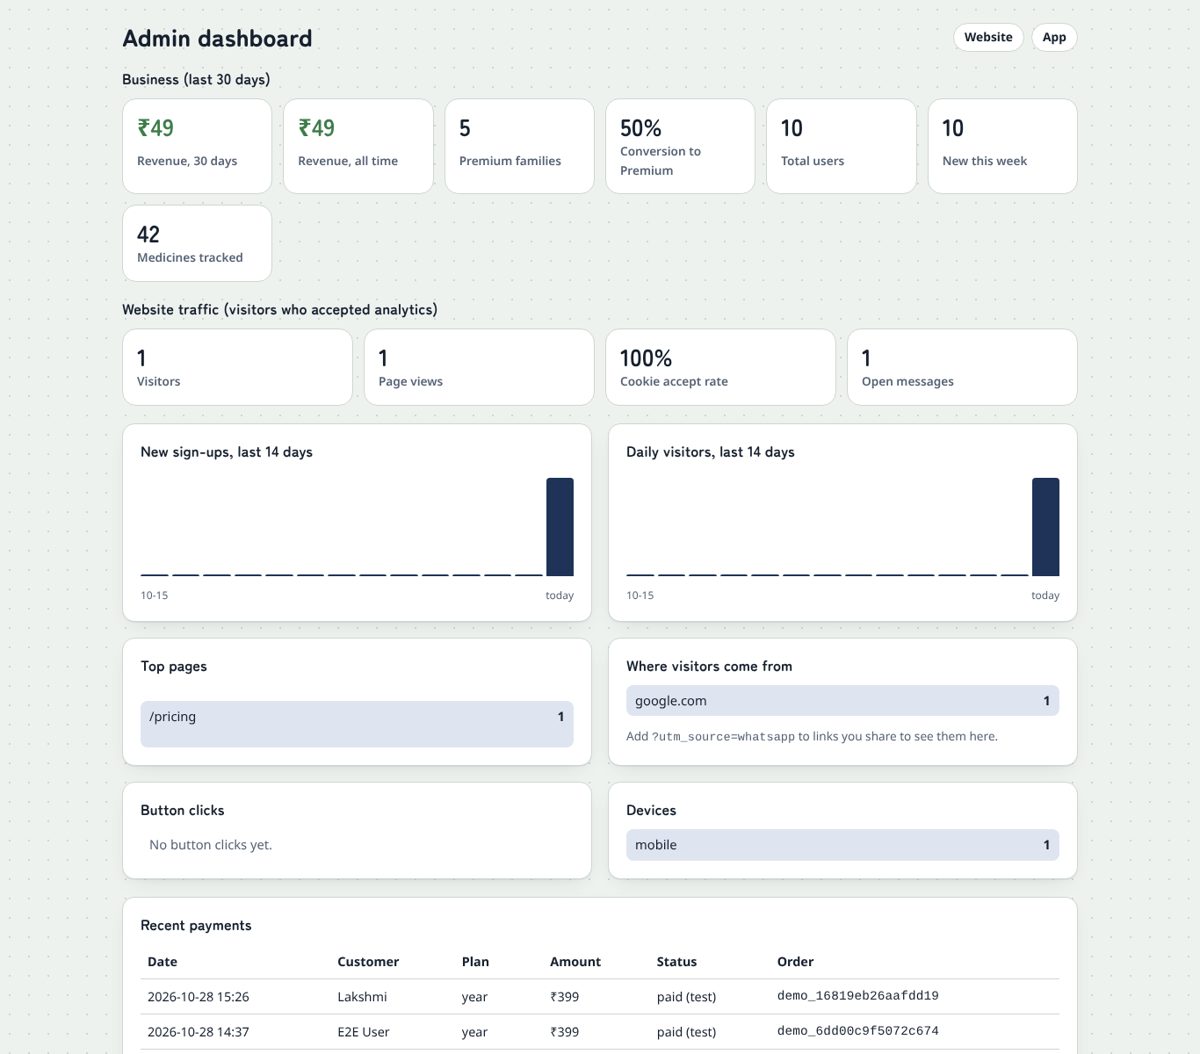 Admin dashboard
Website
App
Business (last 30 days)
₹49
Revenue, 30 days
₹49
Revenue, all time
5
Premium families
50%
Conversion to
Premium
10
Total users
10
New this week
42
Medicines tracked
Website traffic (visitors who accepted analytics)
1
Visitors
1
Page views
100%
Cookie accept rate
1
Open messages
New sign-ups, last 14 days
10-15
today
Daily visitors, last 14 days
10-15
today
Top pages
/pricing 1
Where visitors come from
google.com 1
Add ?utm_source=whatsapp to links you share to see them here.
Button clicks
No button clicks yet.
Devices
mobile 1
Recent payments
Date Customer Plan Amount Status Order
2026-10-28 15:26 Lakshmi year ₹399 paid (test) demo_16819eb26aafdd19
2026-10-28 14:37 E2E User year ₹399 paid (test) demo_6dd00c9f5072c674